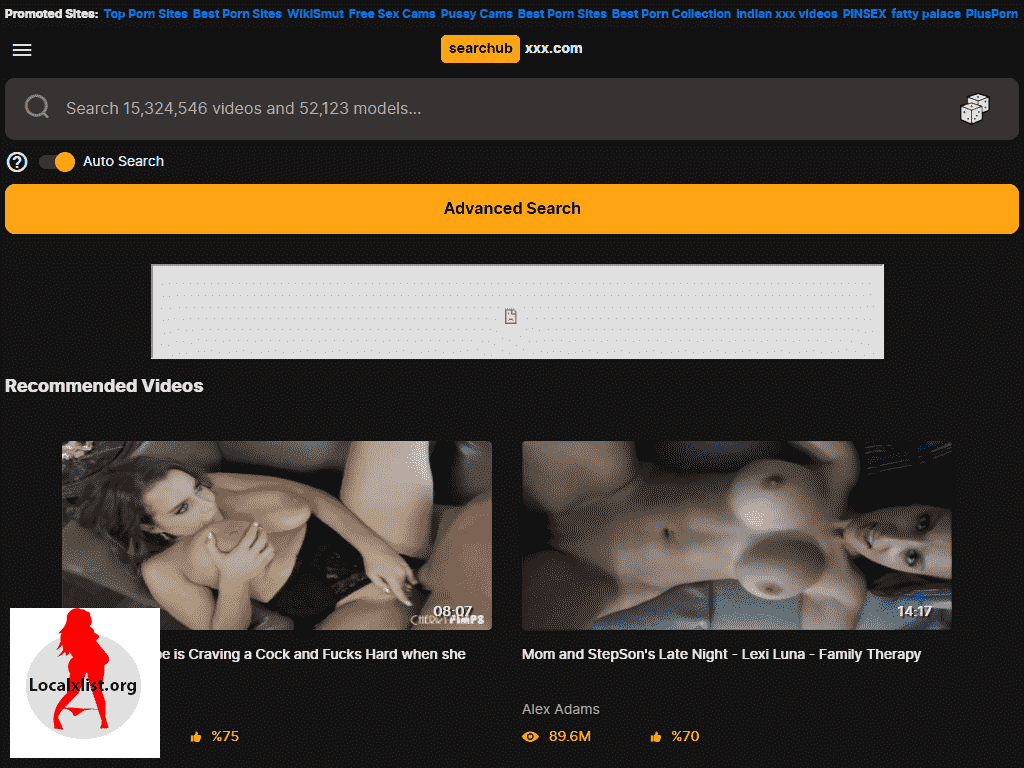 Promoted Sites: Top Porn Sites Best Porn Sites WikiSmut Free Sex Cams Pussy Cams Best Porn Sites Best Porn Collection indian xxx videos PINSEX fatty palace PlusPorn
searchub xxx.com
Search 15,324,546 videos and 52,123 models...
Auto Search
Advanced Search
Recommended Videos
08:07
CHERRYPIMPS
14:17
is Craving a Cock and Fucks Hard when she
Mom and StepSon's Late Night - Lexi Luna - Family Therapy
Localxlist.org
Alex Adams
%75
89.6M %70